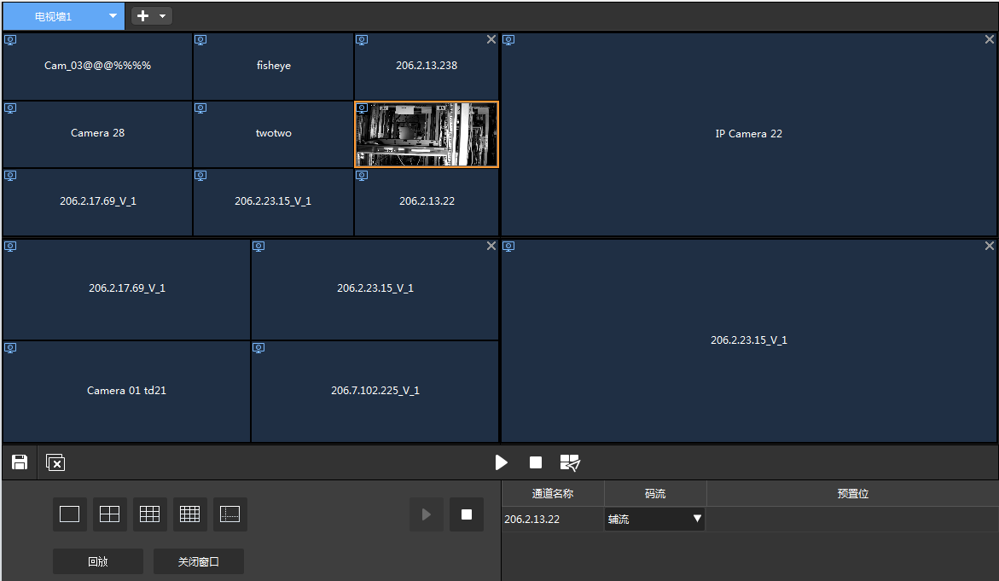 电视墙1
Cam_03@@@%%%%
fisheye
206.2.13.238
IP Camera 22
Camera 28
twotwo
206.2.17.69_V_1
206.2.23.15_V_1
206.2.13.22
206.2.17.69_V_1
206.2.23.15_V_1
206.2.23.15_V_1
Camera 01 td21
206.7.102.225_V_1
通道名称
码流
预置位
206.2.13.22
辅流
回放
关闭窗口